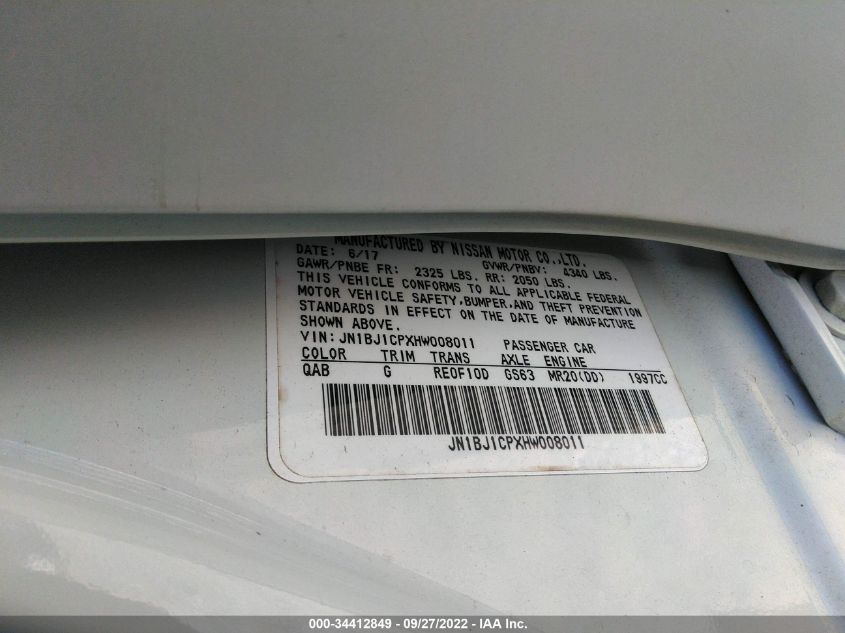 MANUFACTURED BY NISSAN MOTOR CO.,LTD.
DATE: 6/17 GVWR/PNBV: 4340 LBS.
GAWR/PNBE FR: 2325 LBS. RR: 2050 LBS.
THIS VEHICLE CONFORMS TO ALL APPLICABLE FEDERAL
MOTOR VEHICLE SAFETY,BUMPER,AND THEFT PREVENTION
STANDARDS IN EFFECT ON THE DATE OF MANUFACTURE
SHOWN ABOVE.
VIN:JN1BJ1CPXHW008011 PASSENGER CAR
COLOR TRIM TRANS AXLE ENGINE
QAB G RE0F10D GS63 MR20(DD) 1997CC
JN1BJ1CPXHW008011
000-34412849 - 09/27/2022 - IAA Inc.